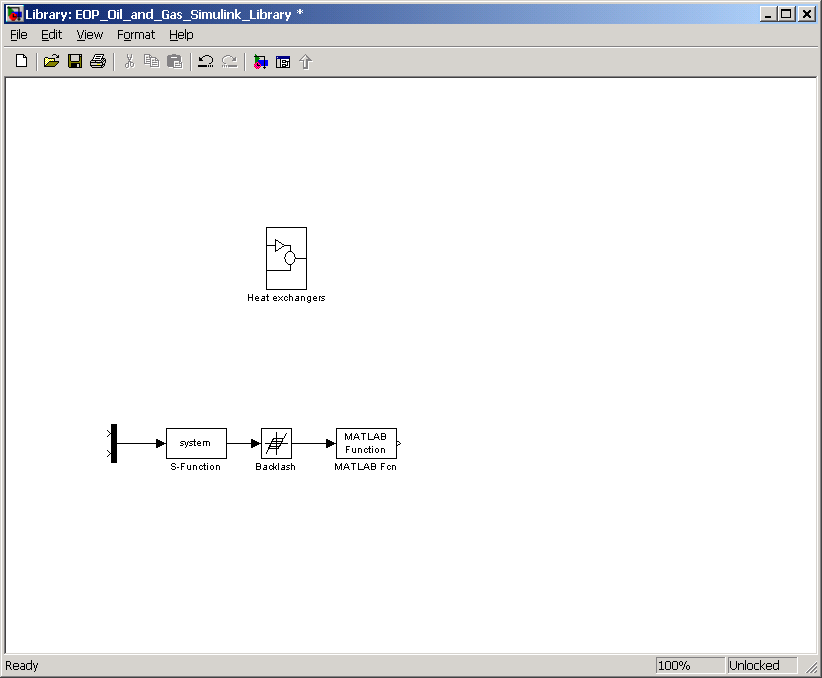 Library: EOP_Oil_and_Gas_Simulink_Library *
File Edit View Format Help
Heat exchangers
system
S-Function
Backlash
MATLAB
Function
MATLAB Fcn
Ready
100%
Unlocked